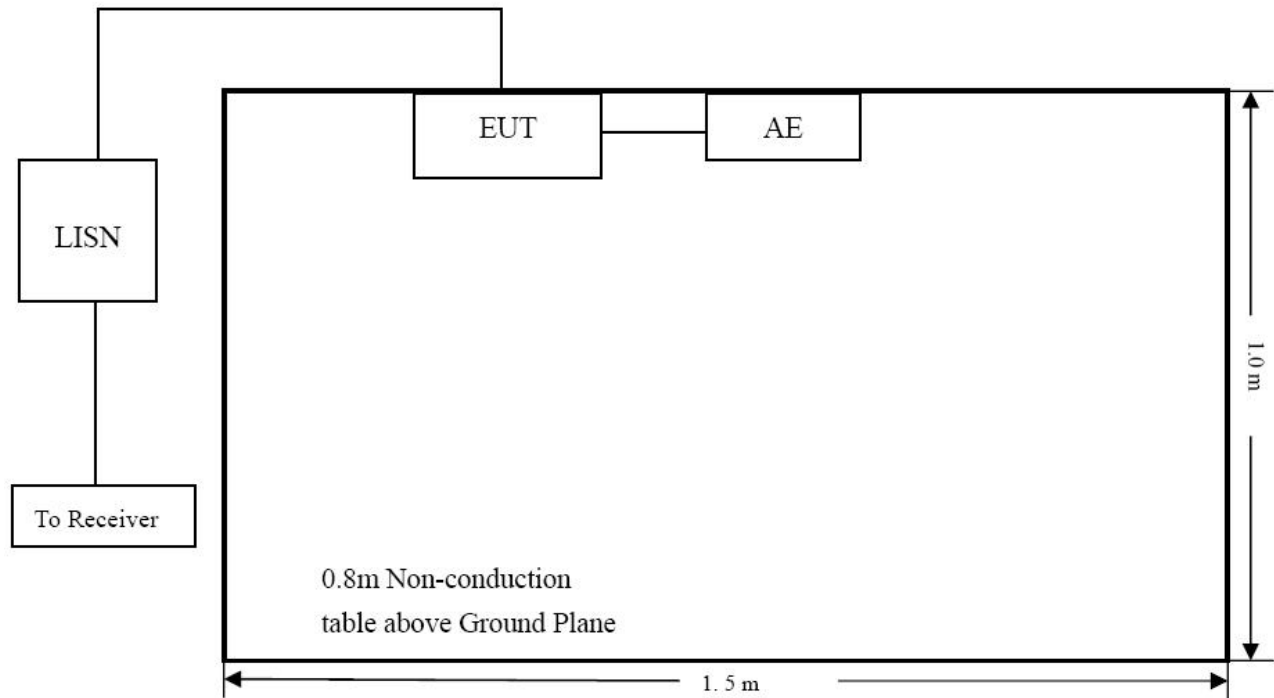 EUT
AE
LISN
1.0 m
To Receiver
0.8m Non-conduction
table above Ground Plane
1. 5 m